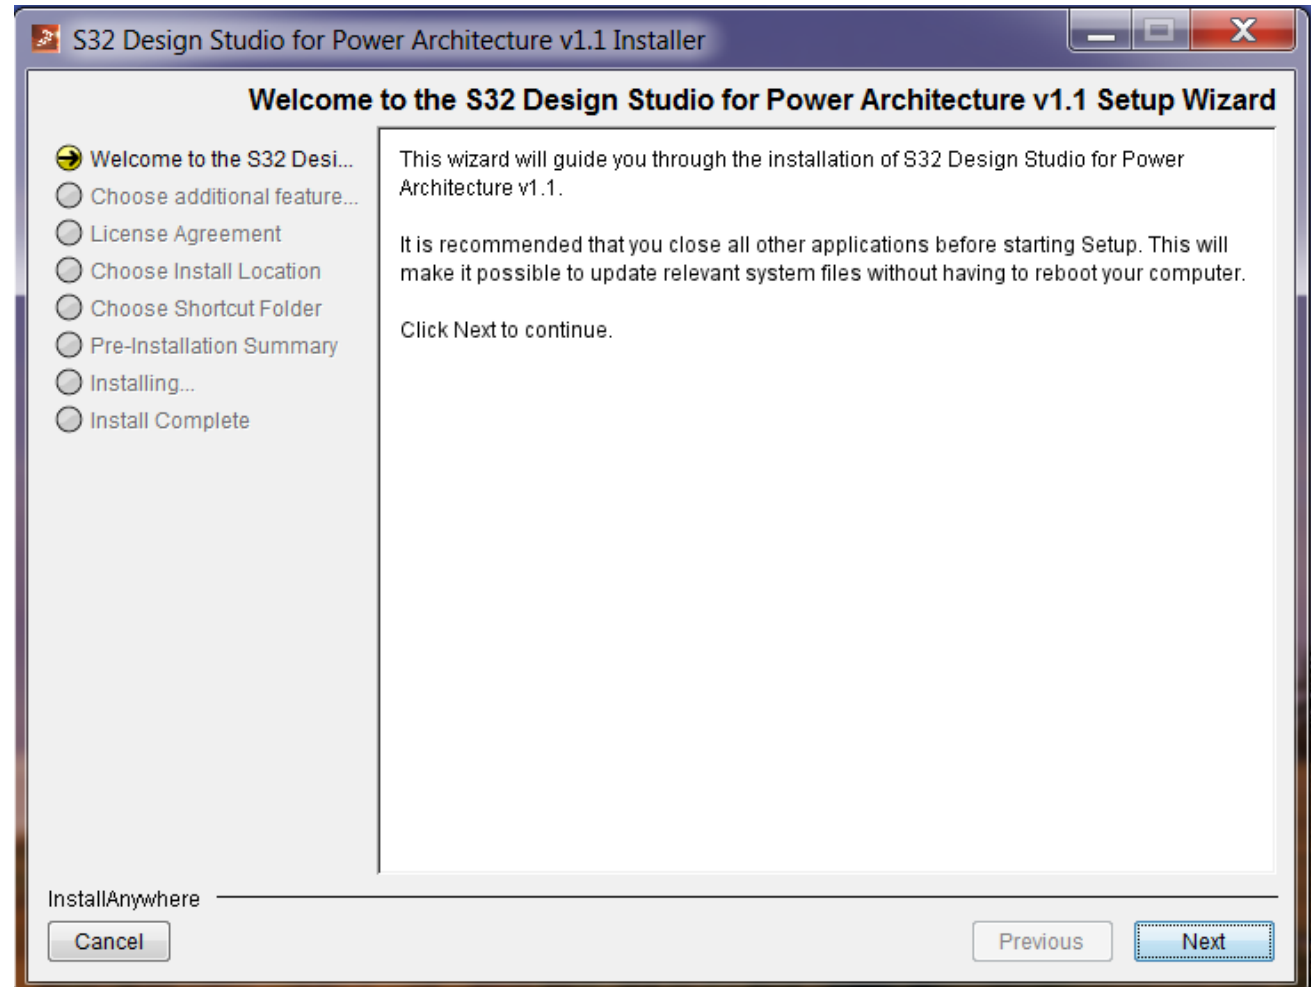 S32 Design Studio for Power Architecture v1.1 Installer
Welcome to the S32 Design Studio for Power Architecture v1.1 Setup Wizard
Welcome to the S32 Desi...
Choose additional feature...
License Agreement
Choose Install Location
Choose Shortcut Folder
Pre-Installation Summary
Installing...
Install Complete
This wizard will guide you through the installation of S32 Design Studio for Power
Architecture v1.1.
It is recommended that you close all other applications before starting Setup. This will
make it possible to update relevant system files without having to reboot your computer.
Click Next to continue.
InstallAnywhere
Cancel
Previous
Next